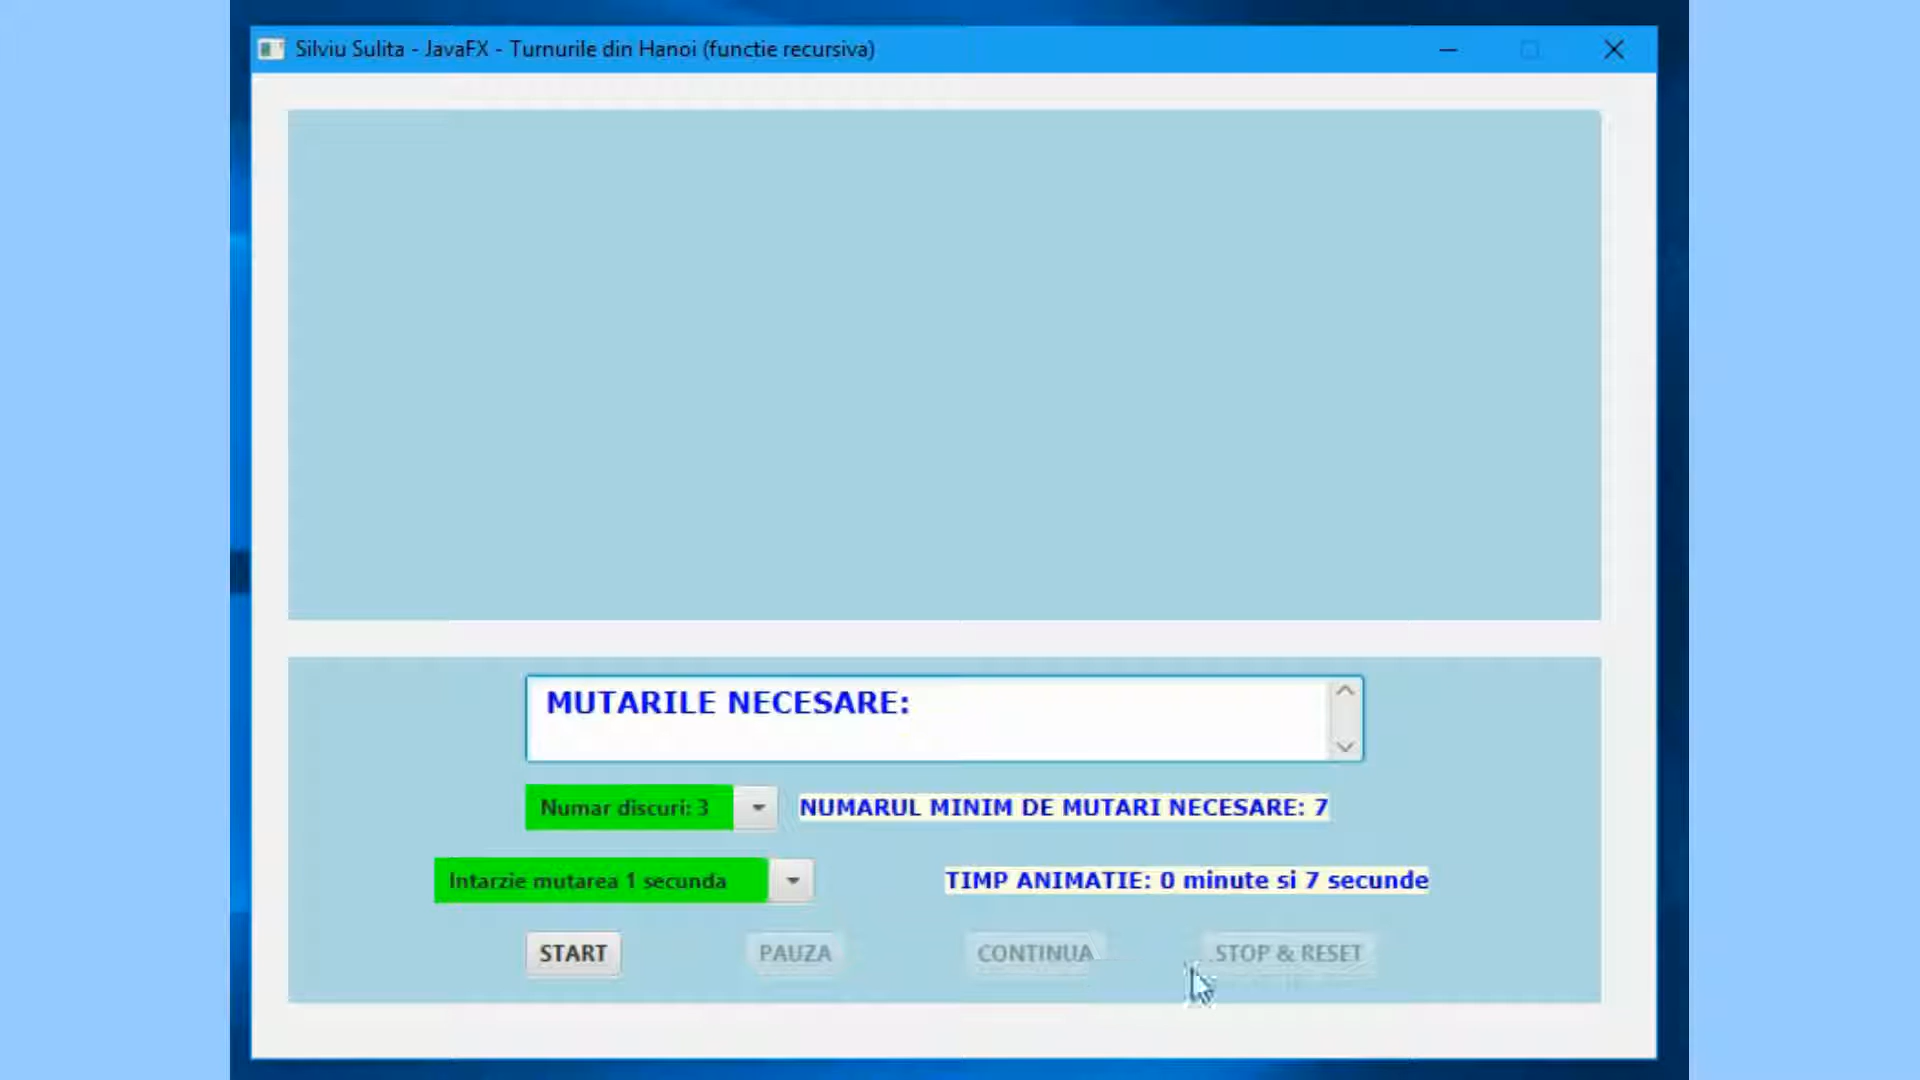 Silviu Sulita - JavaFX - Turnurile din Hanoi (functie recursiva)
MUTARILE NECESARE:
Numar discuri: 3
NUMARUL MINIM DE MUTARI NECESARE: 7
Intarzie mutarea 1 secunda
TIMP ANIMATIE: 0 minute si 7 secunde
START
PAUZA
CONTINUA
STOP & RESET